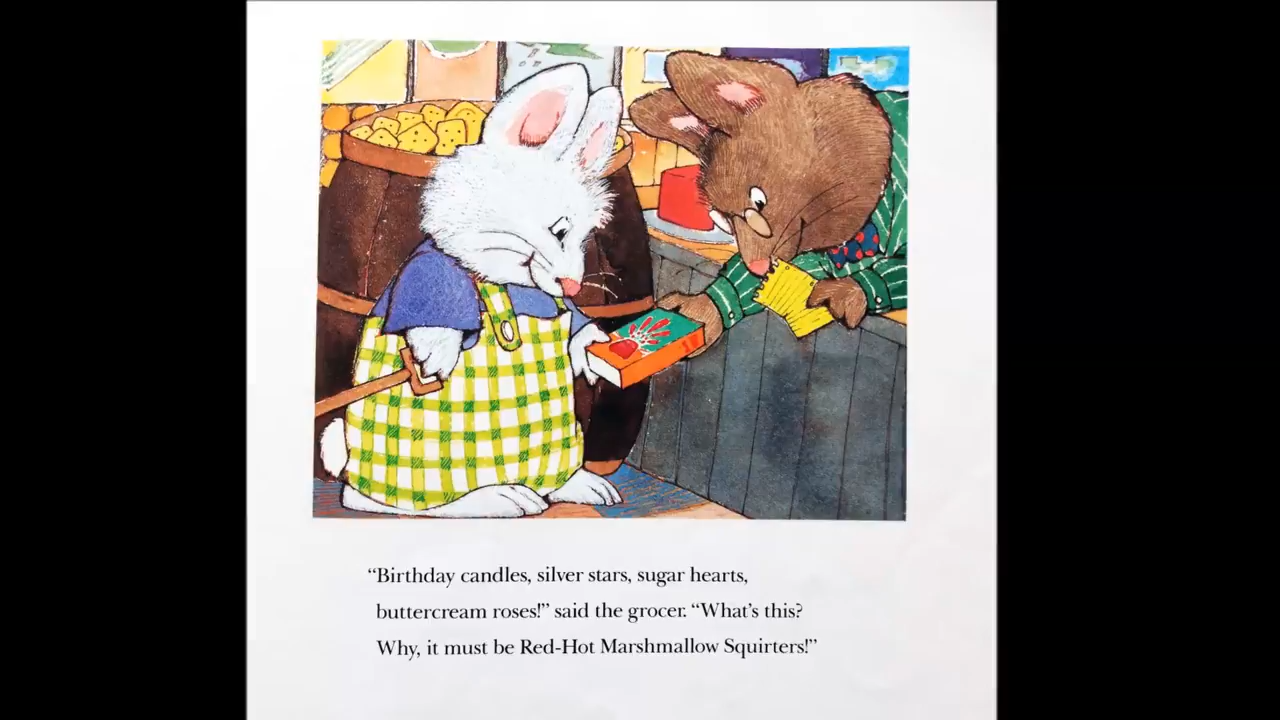 “Birthday candles, silver stars, sugar hearts,
buttercream roses!” said the grocer. “What’s this?
Why, it must be Red-Hot Marshmallow Squirters!”